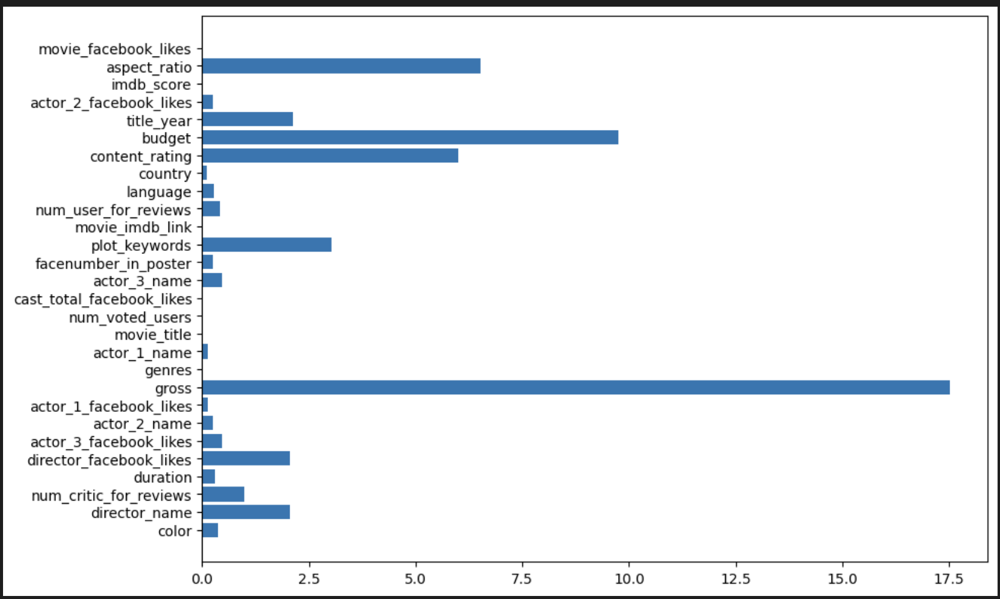 movie_facebook_likes
aspect_ratio
imdb_score
actor_2_facebook_likes
title_year
budget
content_rating
country
language
num_user_for_reviews
movie_imdb_link
plot_keywords
facenumber_in_poster
actor_3_name
cast_total_facebook_likes
num_voted_users
movie_title
actor_1_name
genres
gross
actor_1_facebook_likes
actor_2_name
actor_3_facebook_likes
director_facebook_likes
duration
num_critic_for_reviews
director_name
color
0.0 2.5 5.0 7.5 10.0 12.5 15.0 17.5